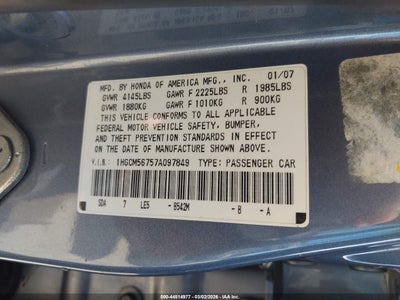 MFD. BY HONDA OF AMERICA MFG., INC. 01/07
GVWR 4145LBS GAWR F 2225LBS R 1985LBS
GVWR 1880KG GAWR F 1010KG R 900KG
THIS VEHICLE CONFORMS TO ALL APPLICABLE
FEDERAL MOTOR VEHICLE SAFETY, BUMPER,
AND THEFT PREVENTION STANDARDS IN EFFECT
ON THE DATE OF MANUFACTURE SHOWN ABOVE.
V.I.N.: 1HGCM56757A097849 TYPE: PASSENGER CAR
SDA 7 LE5 - B542M - B - A
000-44914977 - 03/02/2026 - IAA Inc.